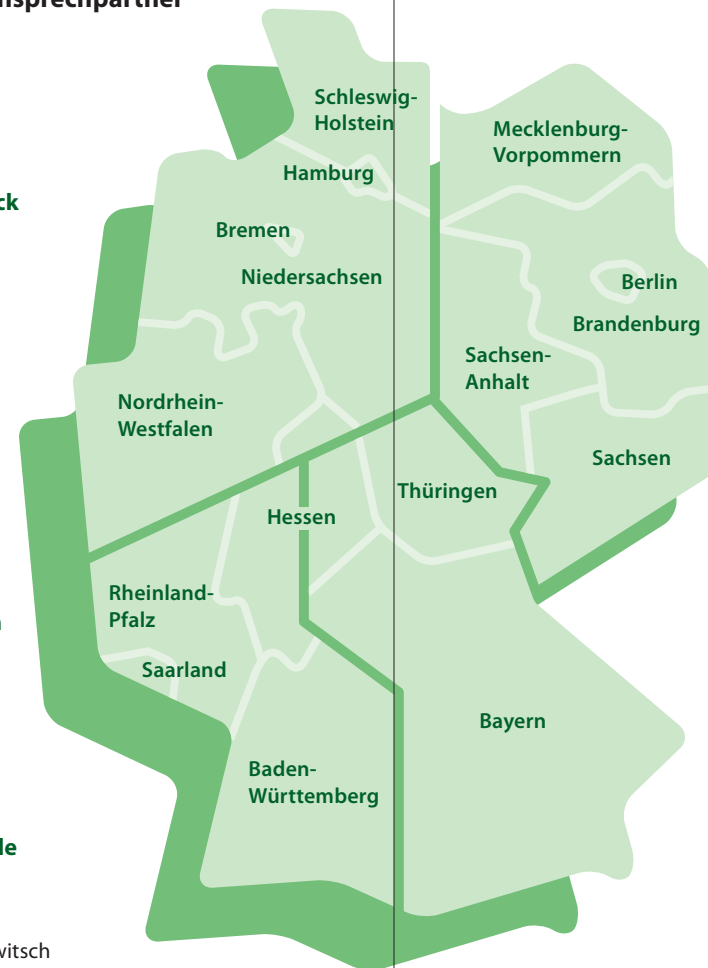 nsprechpartner
Schleswig-
Holstein
Mecklenburg-
Vorpommern
Hamburg
ck
Bremen
Niedersachsen
Berlin
Brandenburg
Sachsen-
Anhalt
Nordrhein-
Westfalen
Sachsen
Thüringen
Hessen
Rheinland-
Pfalz
Saarland
Bayern
Baden-
Württemberg
le
witsch